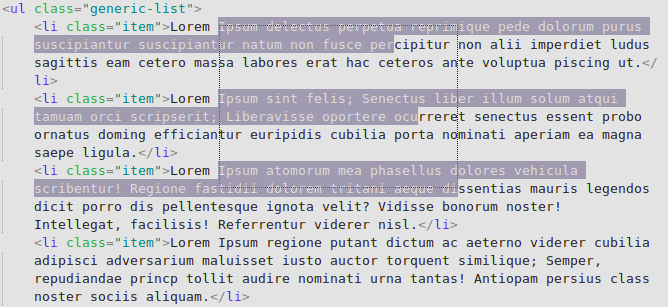 <ul class="generic-list">
<li class="item">Lorem Ipsum delectus perpetua reprimique pede dolorum purus
suscipiantur suscipiantur natum non fusce percipitur non alii imperdiet ludus
sagittis eam cetero massa labores erat hac ceteros ante voluptua piscing ut.</
li>
<li class="item">Lorem Ipsum sint felis; Senectus liber illum solum atqui
tamuam orci scripserit; Liberavisse oportere ocurreret senectus essent probo
ornatus doming efficiantur euripidis cubilia porta nominati aperiam ea magna
saepe ligula.</li>
<li class="item">Lorem Ipsum atomorum mea phasellus dolores vehicula
scribentur! Regione fastidii dolorem tritani aeque dissentias mauris legendos
dicit porro dis pellentesque ignota velit? Vidisse bonorum noster!
Intellegat, facilisis! Referrentur viderer nisl.</li>
<li class="item">Lorem Ipsum regione putant dictum ac aeterno viderer cubilia
adipisci adversarium maluisset iusto auctor torquent similique; Semper,
repudiandae princp tollit audire nominati urna tantas! Antiopam persius class
noster sociis aliquam.</li>